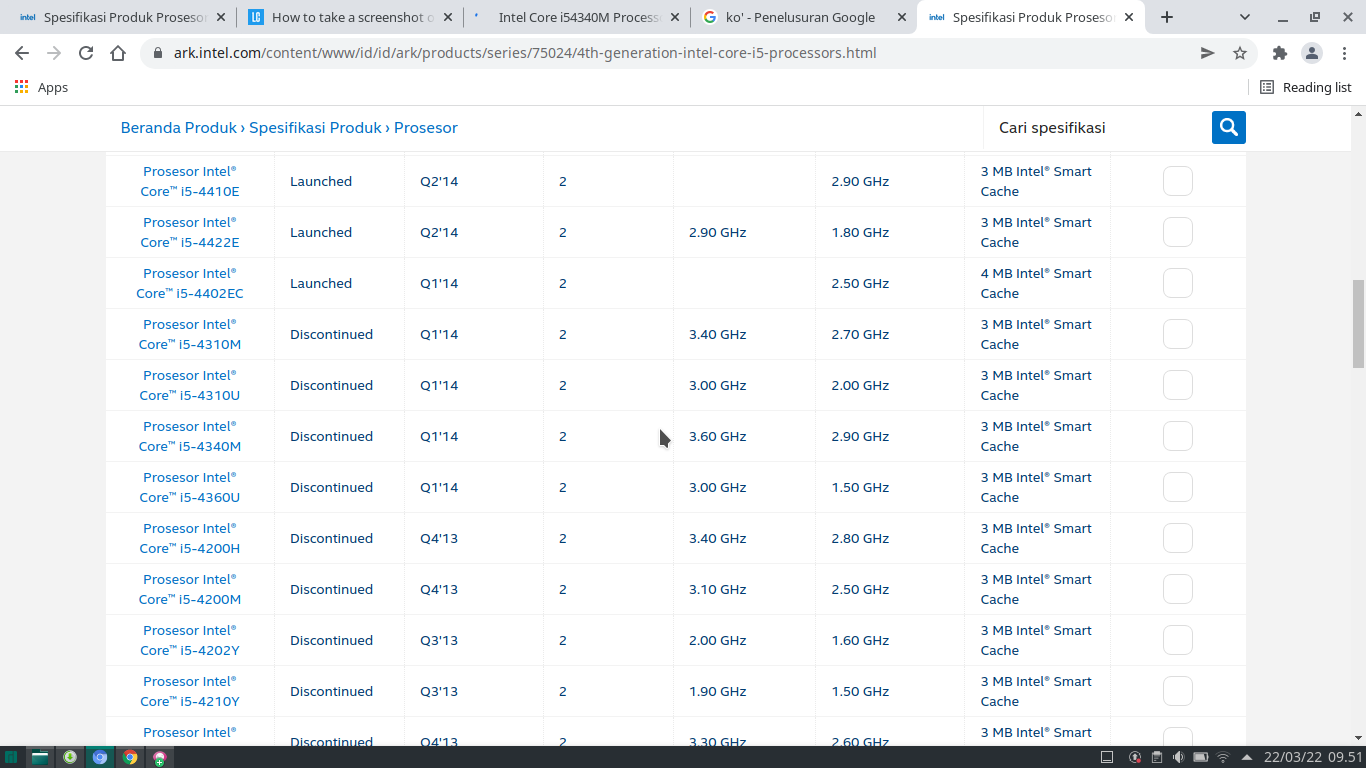 intel Spesifikasi Produk Prosesor
LC How to take a screenshot o
Intel Core i54340M Process
ko' - Penelusuran Google
intel Spesifikasi Produk Prosesor
ark.intel.com/content/www/id/id/ark/products/series/75024/4th-generation-intel-core-i5-processors.html
Apps
Reading list
Beranda Produk › Spesifikasi Produk › Prosesor
Cari spesifikasi
Prosesor Intel®
Core™ i5-4410E
Launched
Q2'14
2
2.90 GHz
3 MB Intel® Smart
Cache
Prosesor Intel®
Core™ i5-4422E
Launched
Q2'14
2
2.90 GHz
1.80 GHz
3 MB Intel® Smart
Cache
Prosesor Intel®
Core™ i5-4402EC
Launched
Q1'14
2
2.50 GHz
4 MB Intel® Smart
Cache
Prosesor Intel®
Core™ i5-4310M
Discontinued
Q1'14
2
3.40 GHz
2.70 GHz
3 MB Intel® Smart
Cache
Prosesor Intel®
Core™ i5-4310U
Discontinued
Q1'14
2
3.00 GHz
2.00 GHz
3 MB Intel® Smart
Cache
Prosesor Intel®
Core™ i5-4340M
Discontinued
Q1'14
2
3.60 GHz
2.90 GHz
3 MB Intel® Smart
Cache
Prosesor Intel®
Core™ i5-4360U
Discontinued
Q1'14
2
3.00 GHz
1.50 GHz
3 MB Intel® Smart
Cache
Prosesor Intel®
Core™ i5-4200H
Discontinued
Q4'13
2
3.40 GHz
2.80 GHz
3 MB Intel® Smart
Cache
Prosesor Intel®
Core™ i5-4200M
Discontinued
Q4'13
2
3.10 GHz
2.50 GHz
3 MB Intel® Smart
Cache
Prosesor Intel®
Core™ i5-4202Y
Discontinued
Q3'13
2
2.00 GHz
1.60 GHz
3 MB Intel® Smart
Cache
Prosesor Intel®
Core™ i5-4210Y
Discontinued
Q3'13
2
1.90 GHz
1.50 GHz
3 MB Intel® Smart
Cache
Prosesor Intel®
Discontinued
Q4'13
2
3.30 GHz
2.60 GHz
3 MB Intel® Smart
22/03/22 09.51